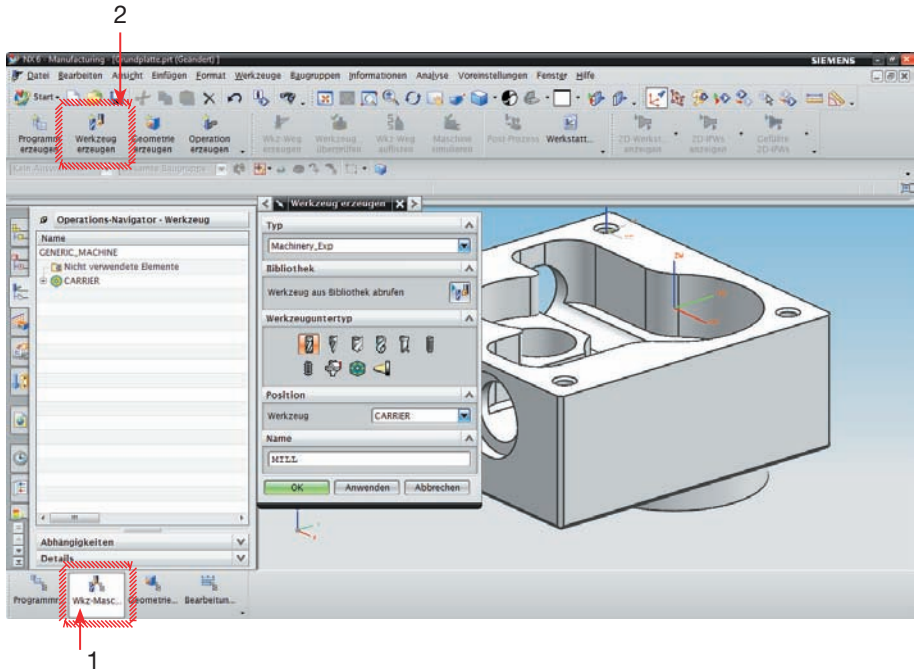 2
NX 6 - Manufacturing - [Grundplatte.prt (Geändert) ]
SIEMENS
Datei Bearbeiten Ansicht Einfügen Format Werkzeuge Baugruppen Informationen Analyse Voreinstellungen Fenster Hilfe
Start
Programm erzeugen
Werkzeug erzeugen
Geometrie erzeugen
Operation erzeugen
Wkz-Weg erzeugen
Werkzeug überprüfen
Wkz-Weg auflisten
Maschine simulieren
Post Prozess
Werkstatt...
2D-Werkst... anzeigen
2D-IPWs anzeigen
Gefüllte 2D-IPWs
Operations-Navigator - Werkzeug
Name
GENERIC_MACHINE
Nicht verwendete Elemente
CARRIER
Abhängigkeiten
Details
Werkzeug erzeugen
Typ
Machinery_Exp
Bibliothek
Werkzeug aus Bibliothek abrufen
Werkzeuguntertyp
Position
Werkzeug CARRIER
Name
MILL
OK Anwenden Abbrechen
ZM
Programm...
Wkz-Masc...
Geometrie...
Bearbeitun...
1